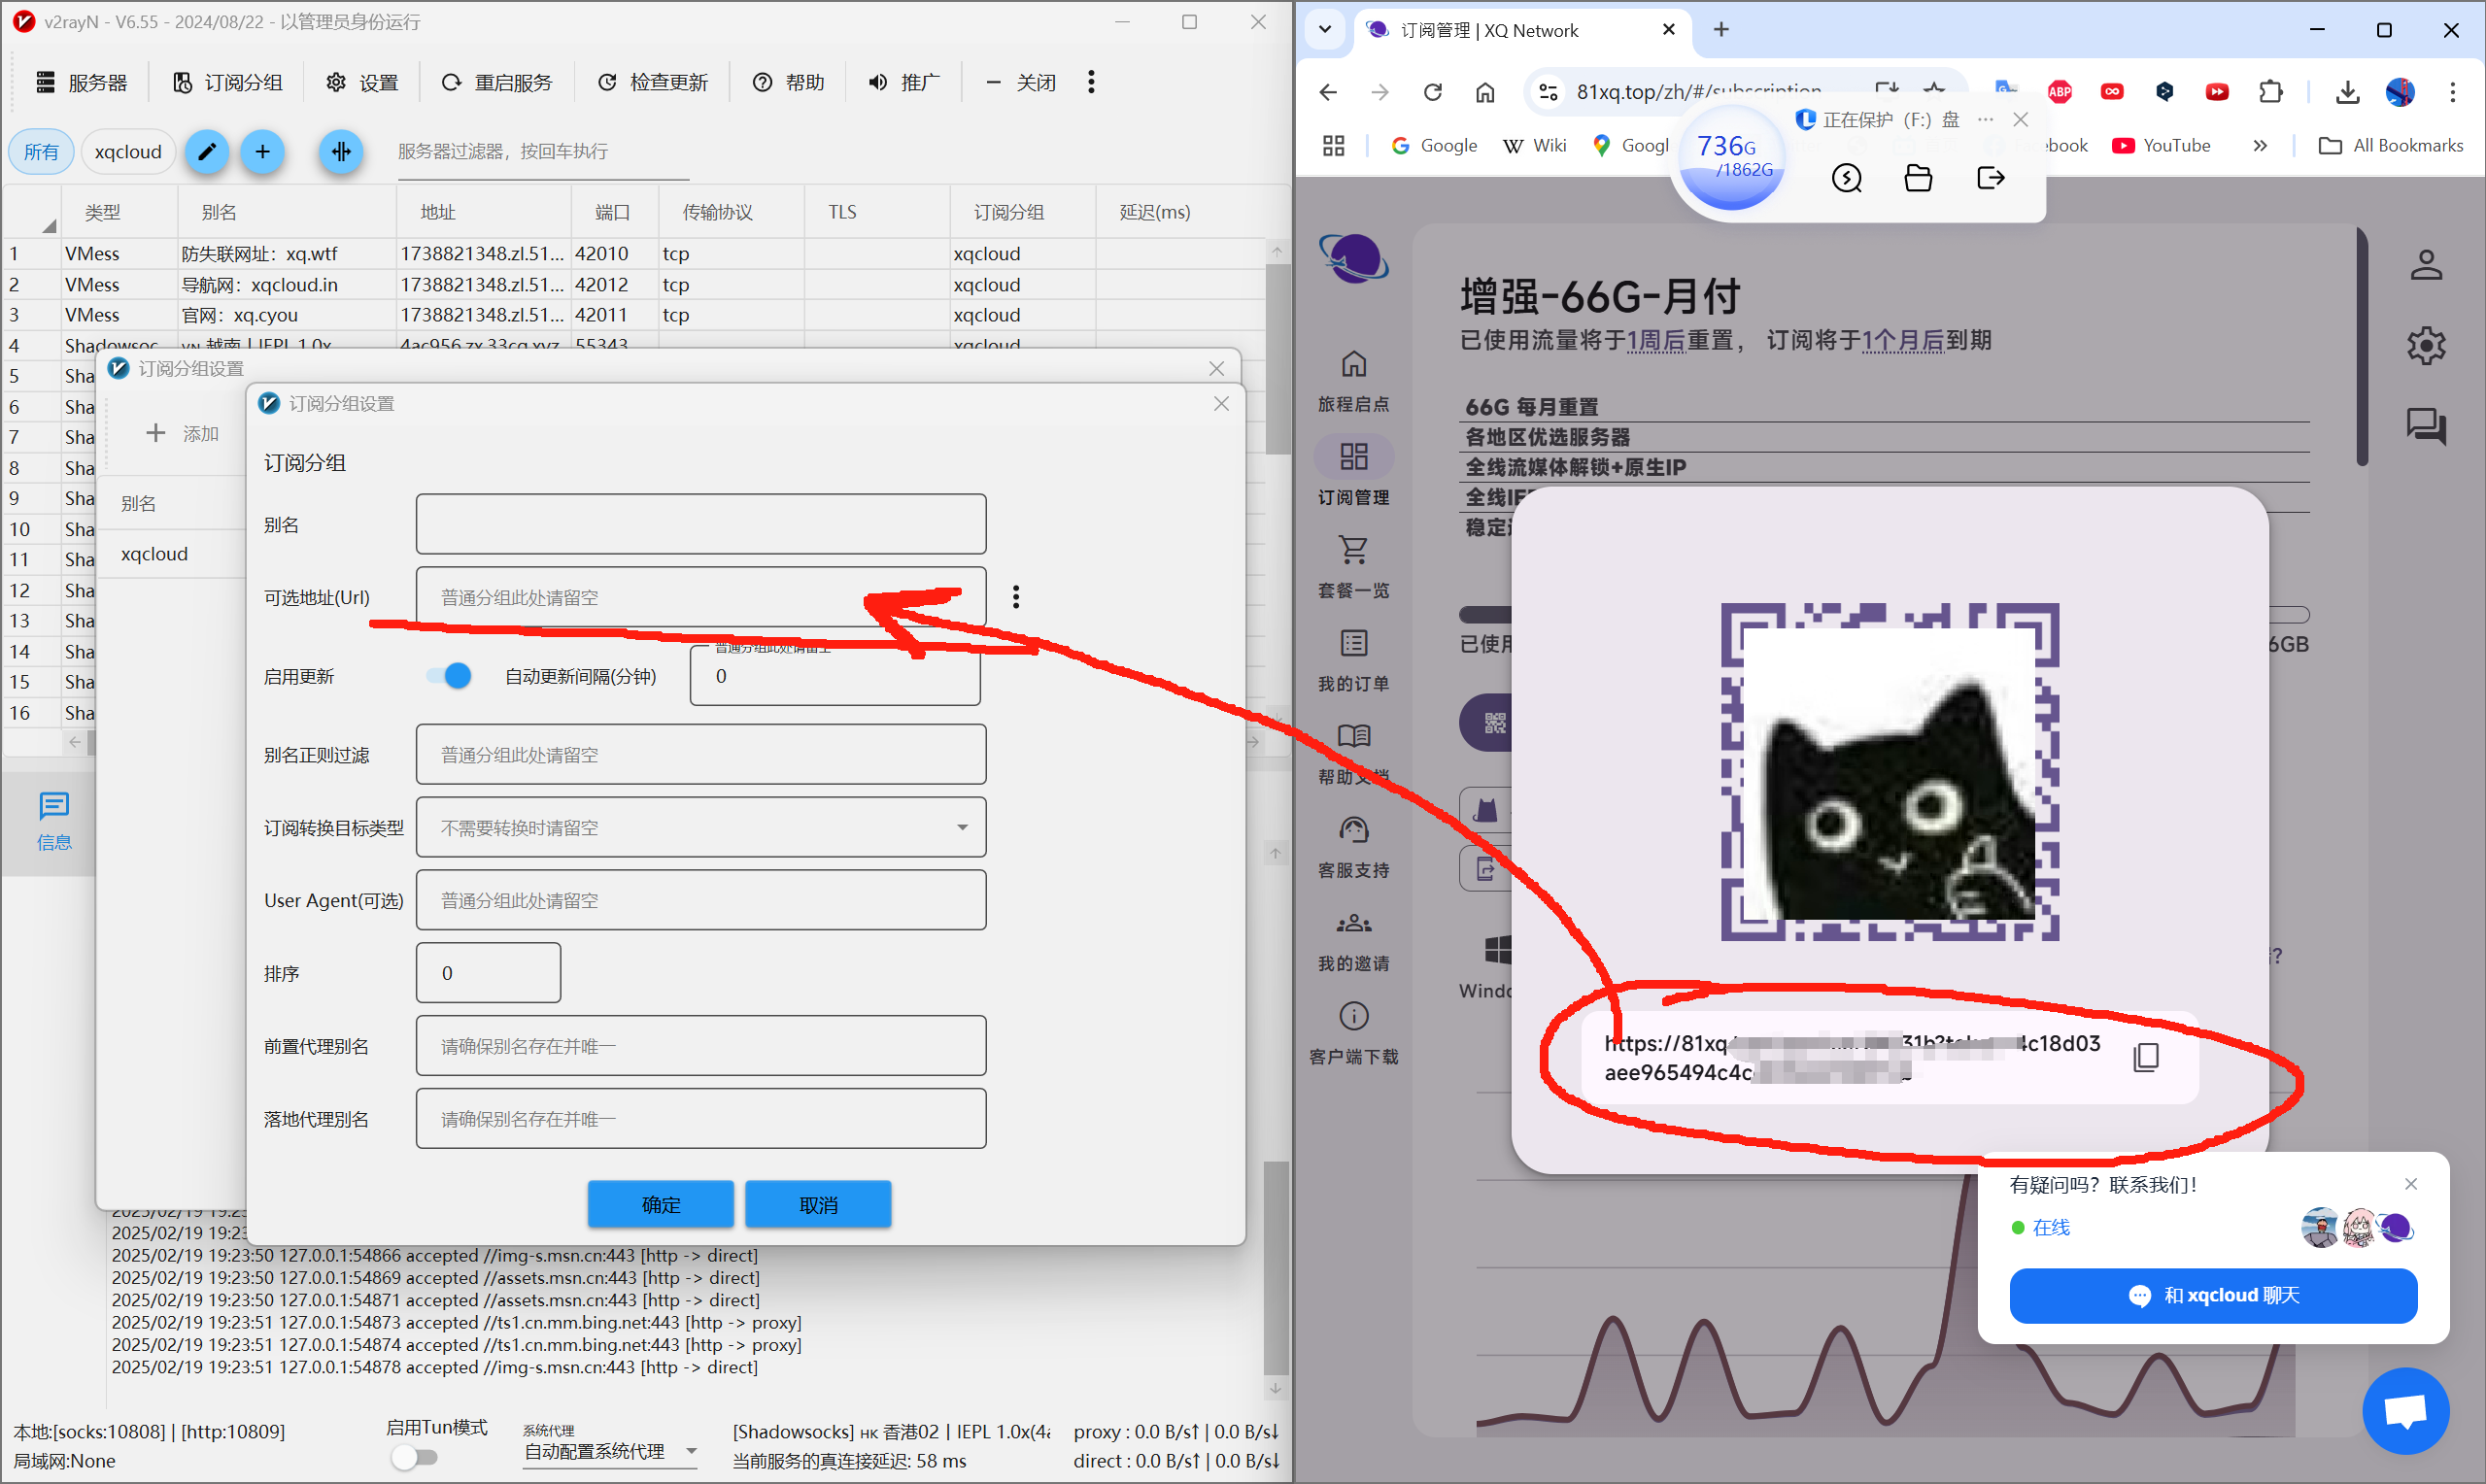 v2rayN - V6.55 - 2024/08/22 - 以管理员身份运行
服务器 订阅分组 设置 重启服务 检查更新 帮助 推广 关闭
所有 xqcloud 服务器过滤器，按回车执行
类型 别名 地址 端口 传输协议 TLS 订阅分组 延迟(ms)
1 VMess 防失联网址：xq.wtf 1738821348.zl.51... 42010 tcp xqcloud
2 VMess 导航网：xqcloud.in 1738821348.zl.51... 42012 tcp xqcloud
3 VMess 官网：xq.cyou 1738821348.zl.51... 42011 tcp xqcloud
4 Shadowsoc VN 越南 | IEPL 1.0x 4ac956.zx.33cq.xyz 55343 xqcloud
5 Sha
6 Sha
7 Sha
8 Sha
9 Sha
10 Sha
11 Sha
12 Sha
13 Sha
14 Sha
15 Sha
16 Sha
信息
订阅分组设置
添加
别名
xqcloud
订阅分组设置
订阅分组
别名
可选地址(Url) 普通分组此处请留空
启用更新 自动更新间隔(分钟) 普通分组此处请留空 0
别名正则过滤 普通分组此处请留空
订阅转换目标类型 不需要转换时请留空
User Agent(可选) 普通分组此处请留空
排序 0
前置代理别名 请确保别名存在并唯一
落地代理别名 请确保别名存在并唯一
确定 取消
2025/02/19 19:23:
2025/02/19 19:23:50 127.0.0.1:54866 accepted //img-s.msn.cn:443 [http -> direct]
2025/02/19 19:23:50 127.0.0.1:54869 accepted //assets.msn.cn:443 [http -> direct]
2025/02/19 19:23:50 127.0.0.1:54871 accepted //assets.msn.cn:443 [http -> direct]
2025/02/19 19:23:51 127.0.0.1:54873 accepted //ts1.cn.mm.bing.net:443 [http -> proxy]
2025/02/19 19:23:51 127.0.0.1:54874 accepted //ts1.cn.mm.bing.net:443 [http -> proxy]
2025/02/19 19:23:51 127.0.0.1:54878 accepted //img-s.msn.cn:443 [http -> direct]
本地:[socks:10808] | [http:10809]
局域网:None
启用Tun模式
系统代理
自动配置系统代理
[Shadowsocks] HK 香港02 | IEPL 1.0x(4a
当前服务的真连接延迟: 58 ms
proxy : 0.0 B/s↑ | 0.0 B/s↓
direct : 0.0 B/s↑ | 0.0 B/s↓
订阅管理 | XQ Network
81xq.top/zh/#/subscription
ABP
Google Wiki Googl ebook YouTube All Bookmarks
736G
/1862G
正在保护（F:）盘
旅程启点
订阅管理
套餐一览
我的订单
帮助文档
客服支持
我的邀请
客户端下载
增强-66G-月付
已使用流量将于1周后重置， 订阅将于1个月后到期
66G 每月重置
各地区优选服务器
全线流媒体解锁+原生IP
全线IE
稳定
已使用 6GB
Windo
https://81xq 4c18d03
aee965494c4c
有疑问吗？联系我们！
在线
和 xqcloud 聊天